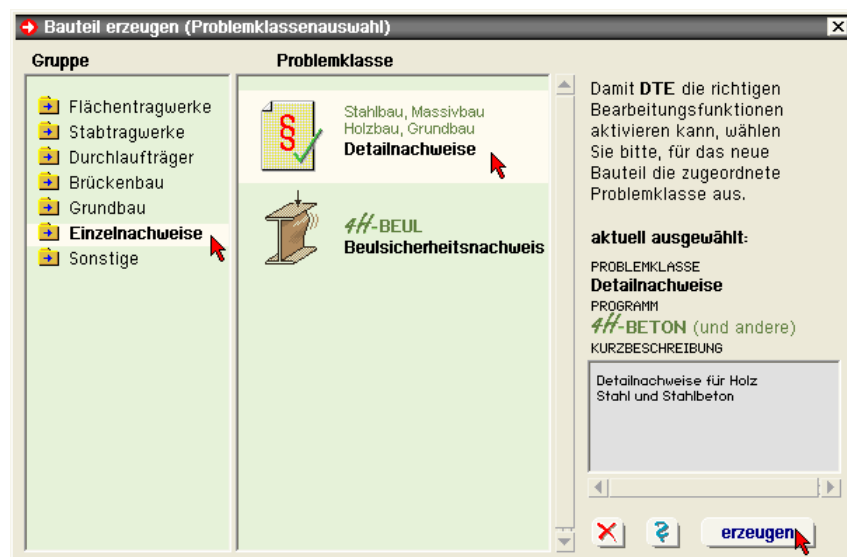 Bauteil erzeugen (Problemklassenauswahl)
Gruppe
Flächentragwerke
Stabtragwerke
Durchlaufträger
Brückenbau
Grundbau
Einzelnachweise
Sonstige
Problemklasse
Stahlbau, Massivbau
Holzbau, Grundbau
Detailnachweise
4H-BEUL
Beulsicherheitsnachweis
Damit DTE die richtigen
Bearbeitungsfunktionen
aktivieren kann, wählen
Sie bitte, für das neue
Bauteil die zugeordnete
Problemklasse aus.
aktuell ausgewählt:
PROBLEMKLASSE
Detailnachweise
PROGRAMM
4H-BETON (und andere)
KURZBESCHREIBUNG
Detailnachweise für Holz
Stahl und Stahlbeton
erzeugen